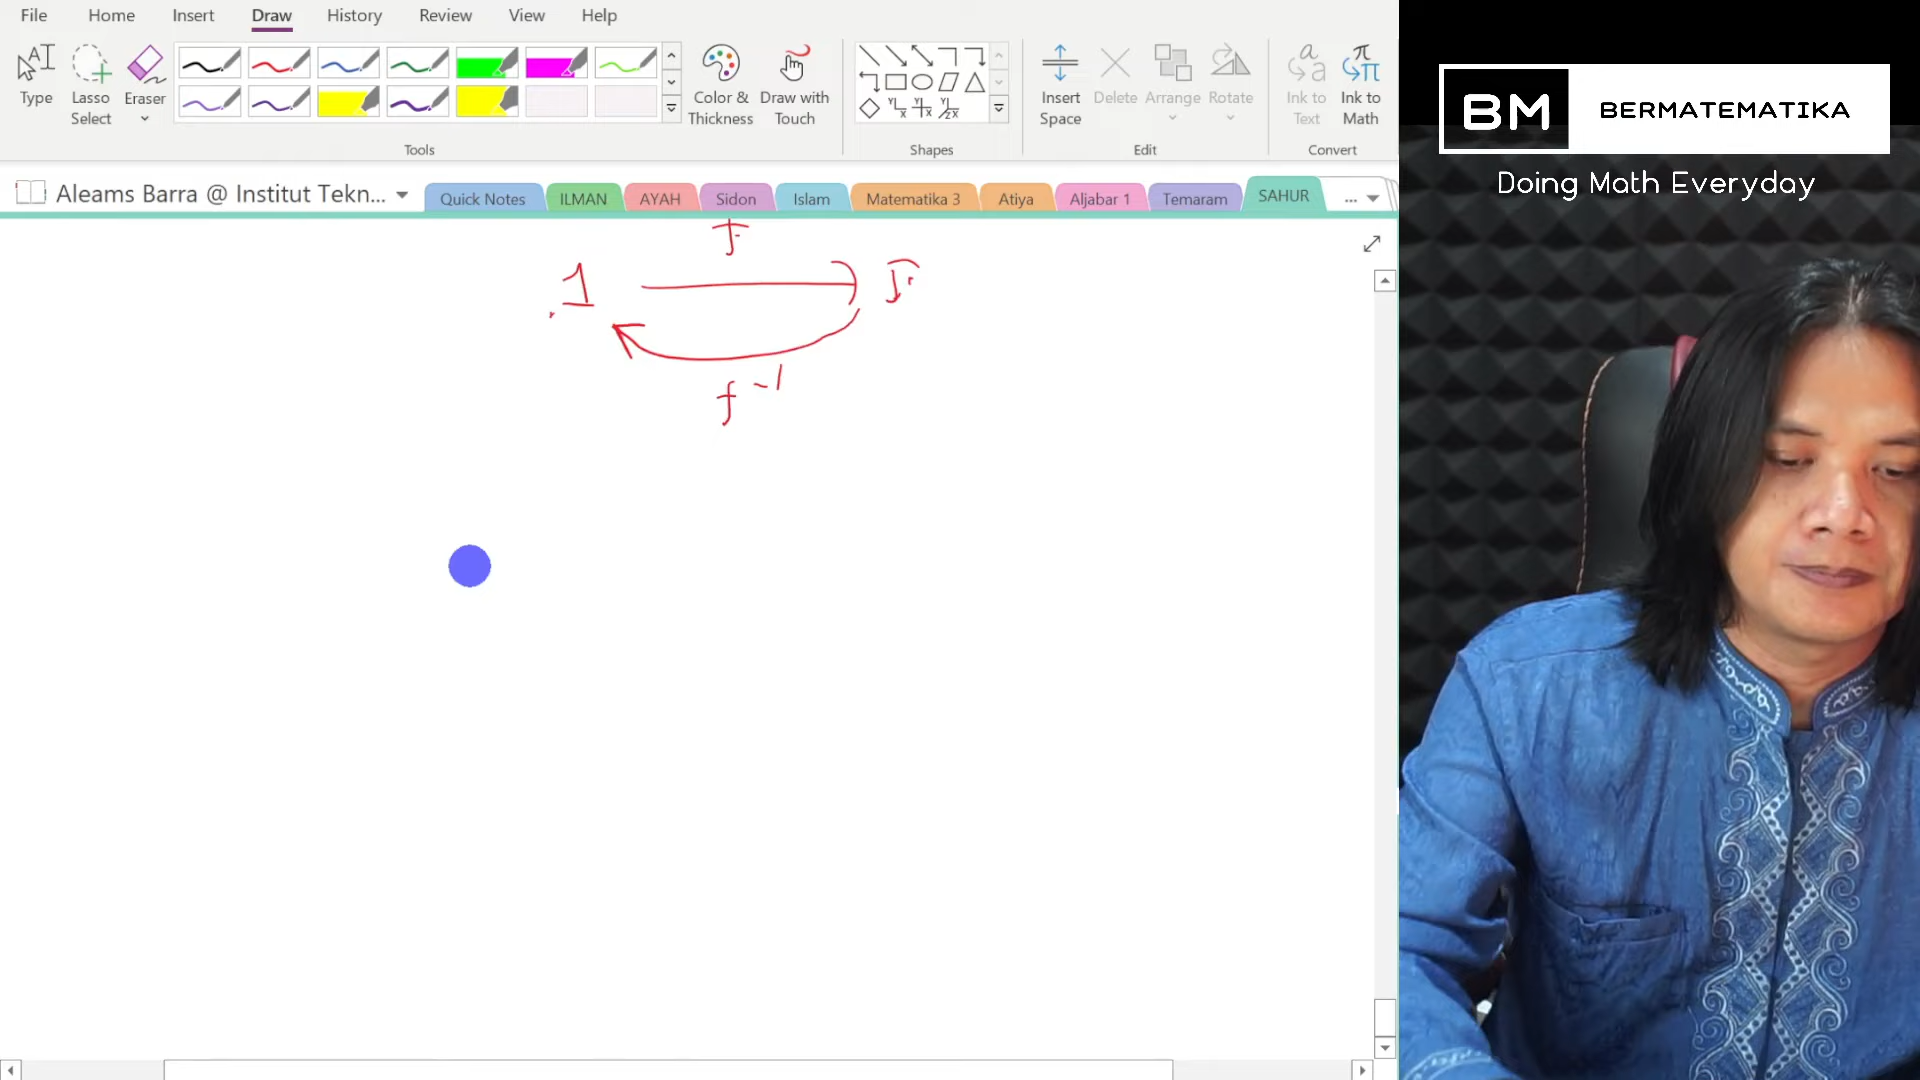 File Home Insert Draw History Review View Help
Type
Lasso Select
Eraser
Color & Thickness
Draw with Touch
Insert Space
Delete
Arrange
Rotate
Ink to Text
Ink to Math
Tools
Shapes
Edit
Convert
Aleams Barra @ Institut Tekn...
Quick Notes
ILMAN
AYAH
Sidon
Islam
Matematika 3
Atiya
Aljabar 1
Temaram
SAHUR
...
1
f⁻¹
BM
BERMATEMATIKA
Doing Math Everyday